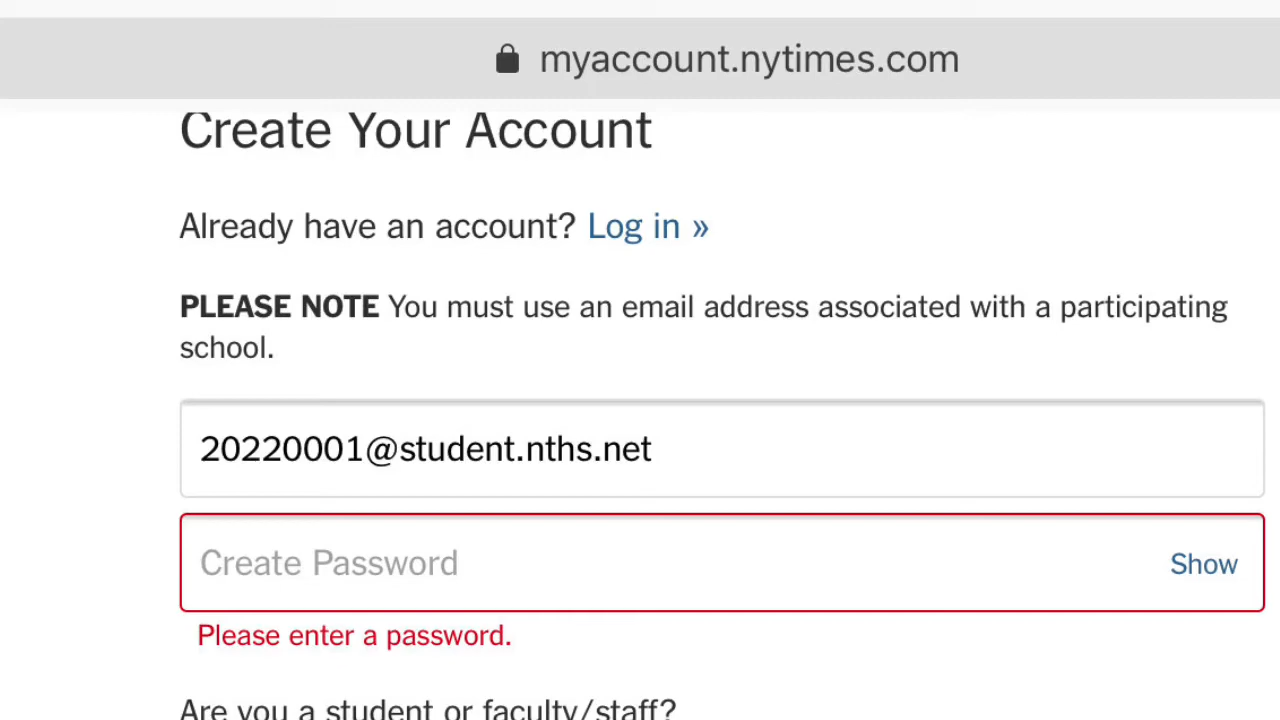 myaccount.nytimes.com
Create Your Account
Already have an account? Log in »
PLEASE NOTE You must use an email address associated with a participating
school.
20220001@student.nths.net
Create Password Show
Please enter a password.
Are you a student or faculty/staff?